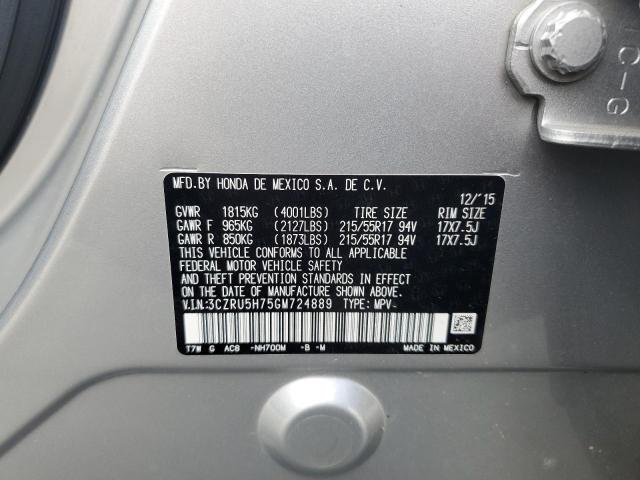 C-G
MFD.BY HONDA DE MEXICO S.A. DE C.V.
12/'15
GVWR 1815KG (4001LBS) TIRE SIZE RIM SIZE
GAWR F 965KG (2127LBS) 215/55R17 94V 17X7.5J
GAWR R 850KG (1873LBS) 215/55R17 94V 17X7.5J
THIS VEHICLE CONFORMS TO ALL APPLICABLE
FEDERAL MOTOR VEHICLE SAFETY
AND THEFT PREVENTION STANDARDS IN EFFECT
ON THE DATE OF MANUFACTURE SHOWN ABOVE.
V.I.N.:3CZRU5H75GM724889 TYPE: MPV
T7W G AC8 -NH700M -B -M MADE IN MEXICO